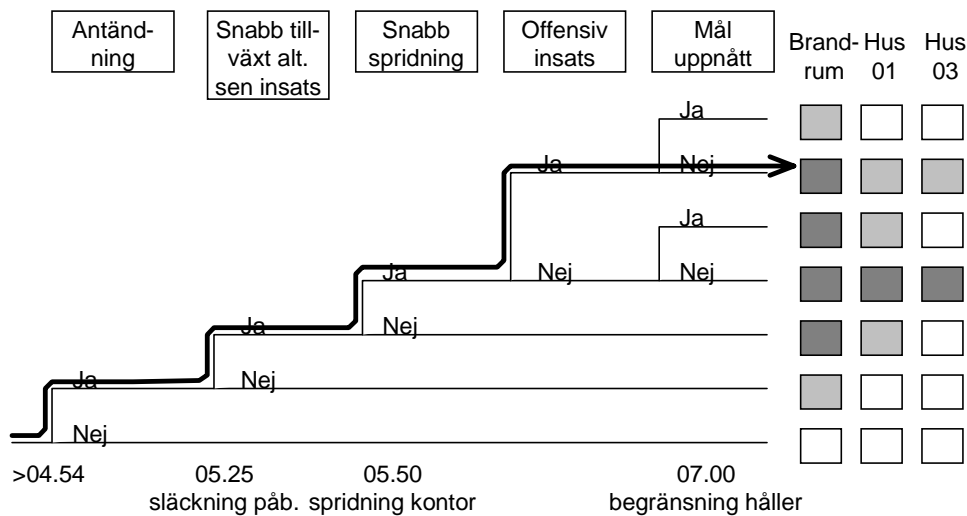 Antänd-
ning
Snabb till-
växt alt.
sen insats
Snabb
spridning
Offensiv
insats
Mål
uppnått
Brand-
rum
Hus
01
Hus
03
Ja
Ja
Nej
Ja
Ja
Nej
Nej
Ja
Nej
Ja
Nej
Nej
>04.54
05.25
släckning påb.
05.50
spridning kontor
07.00
begränsning håller